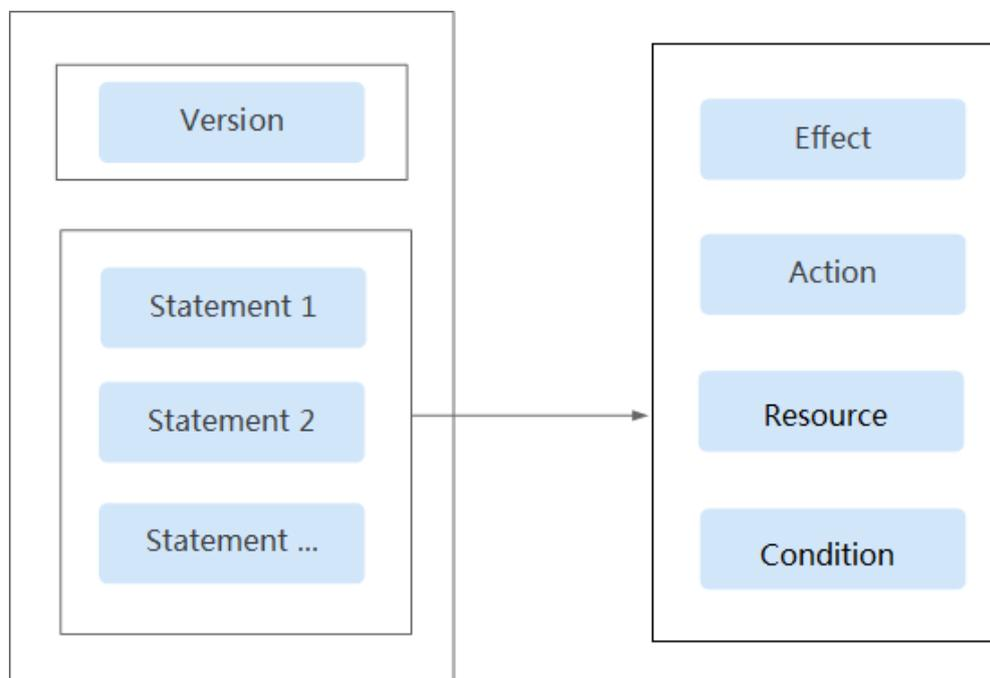 Version
Statement 1
Statement 2
Statement ...
Effect
Action
Resource
Condition